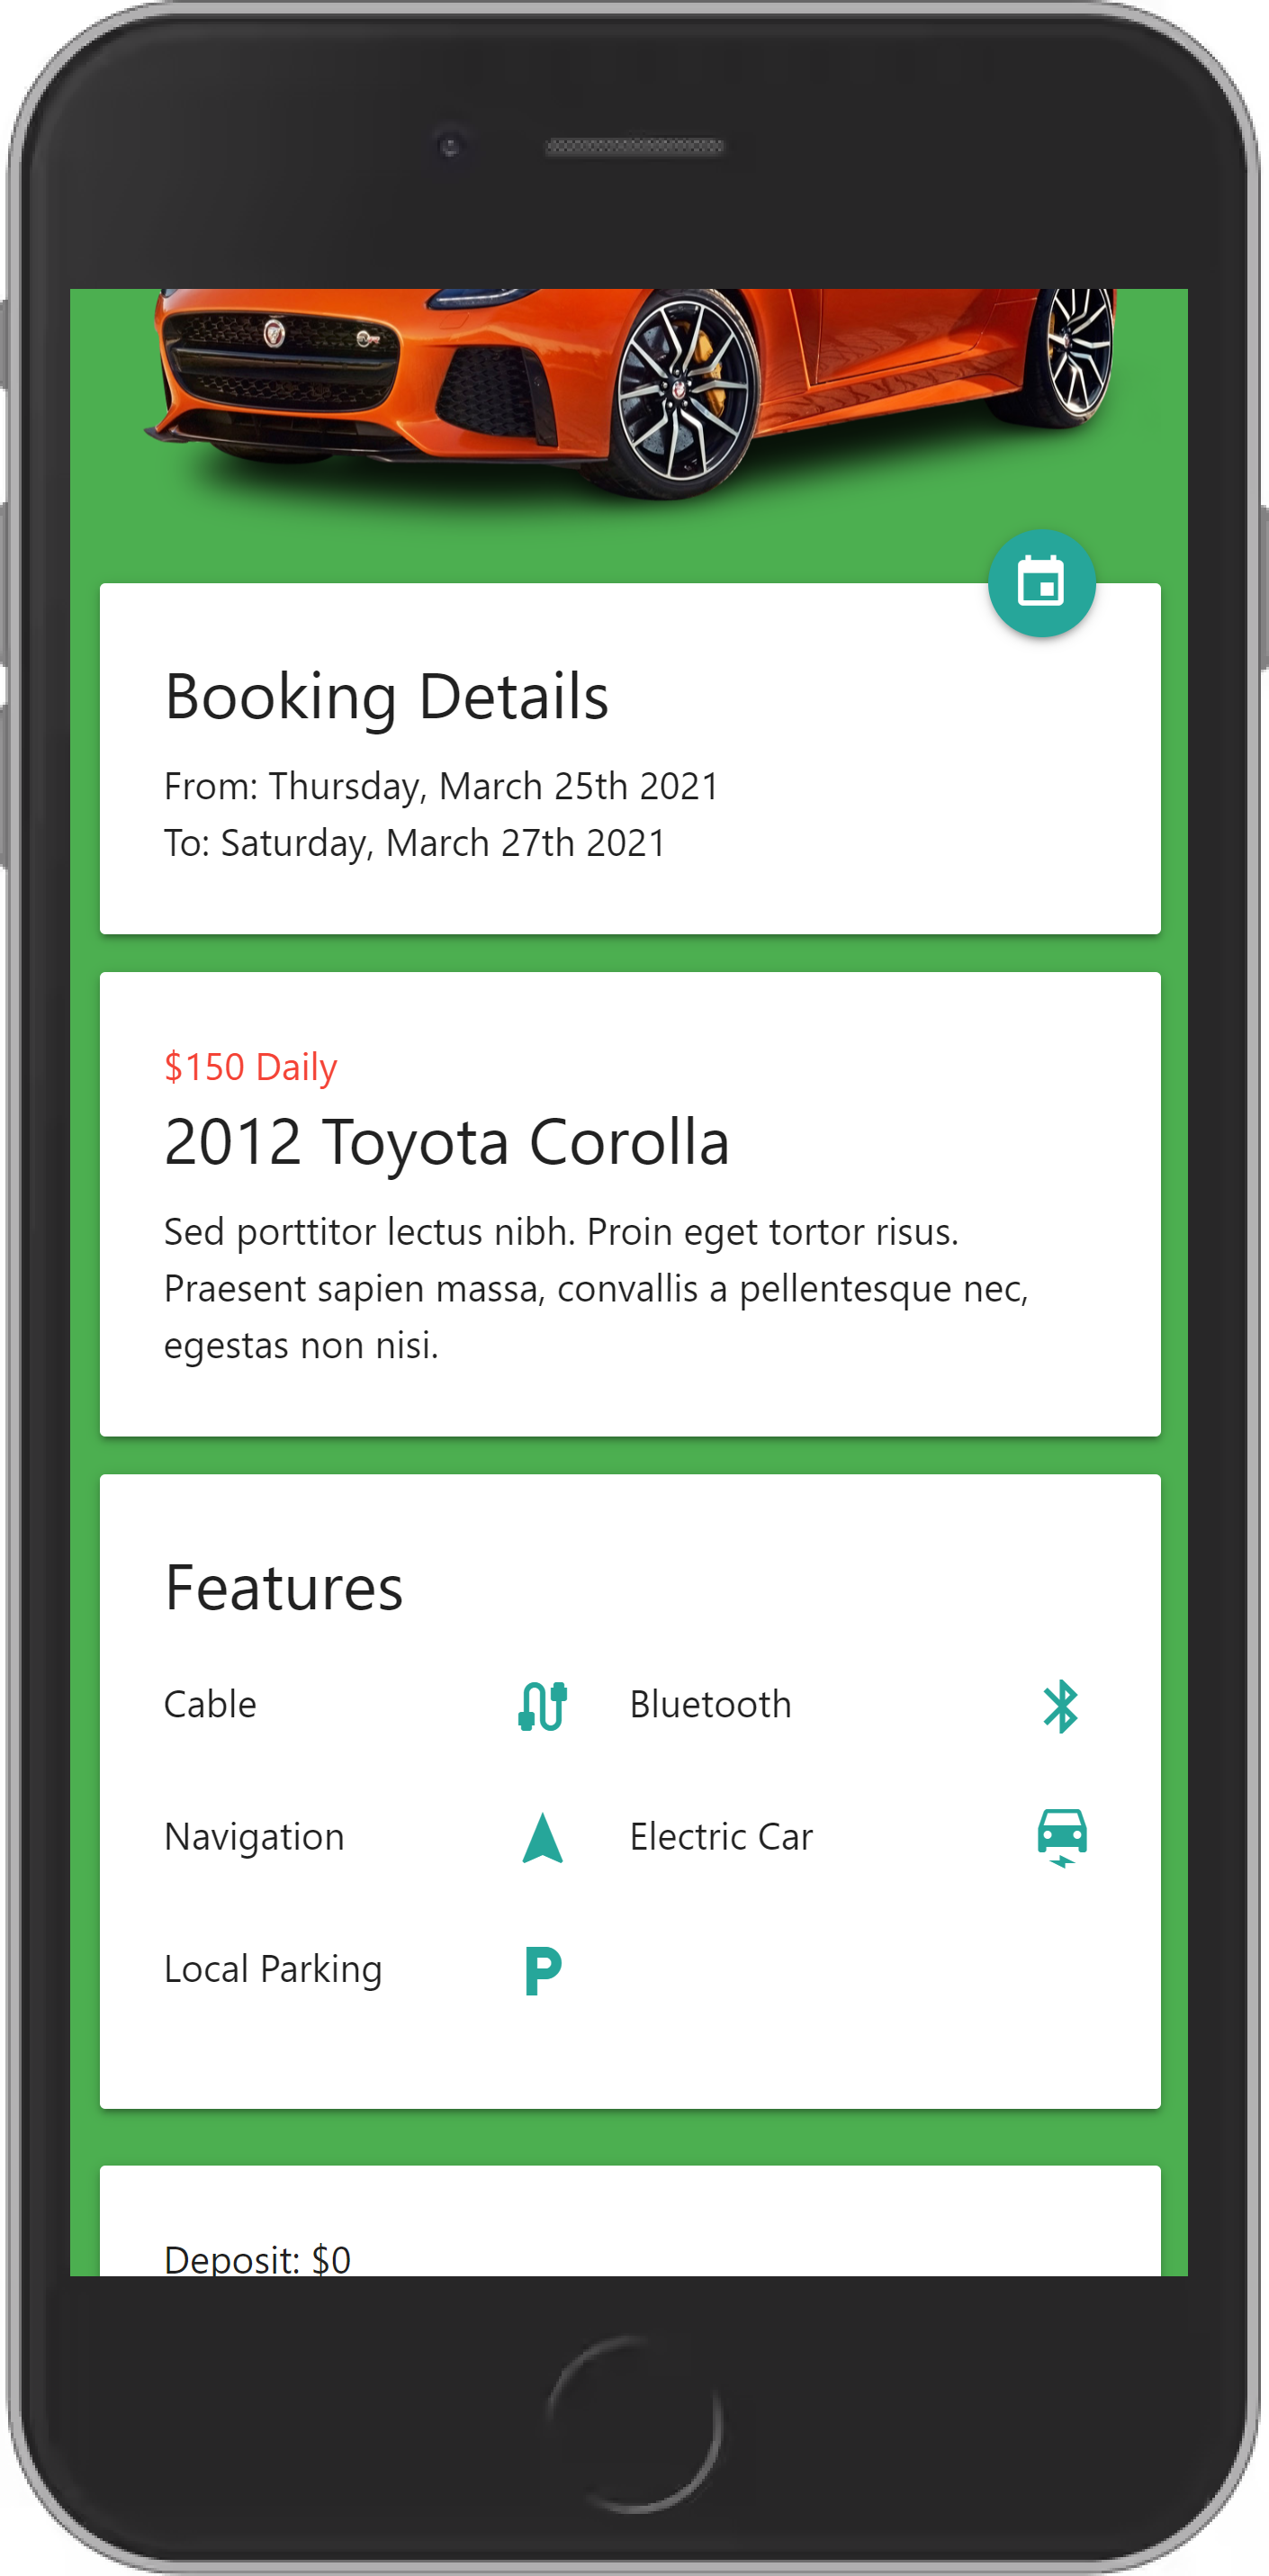 Booking Details
From: Thursday, March 25th 2021
To: Saturday, March 27th 2021
$150 Daily
2012 Toyota Corolla
Sed porttitor lectus nibh. Proin eget tortor risus.
Praesent sapien massa, convallis a pellentesque nec,
egestas non nisi.
Features
Cable Bluetooth
Navigation Electric Car
Local Parking P
Deposit: $0